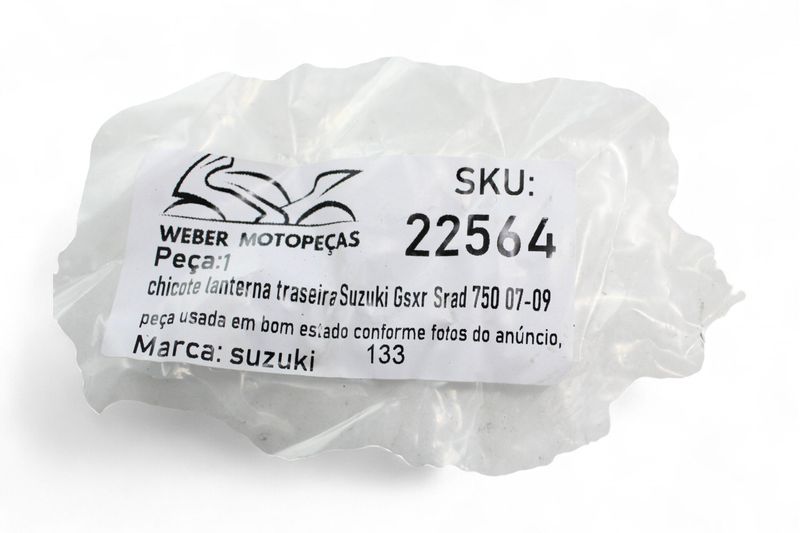 SKU:
22564
WEBER MOTOPEÇAS
Peça:1
chicote lanterna traseira Suzuki Gsxr Srad 750 07-09
peça usada em bom estado conforme fotos do anúncio,
Marca: suzuki 133